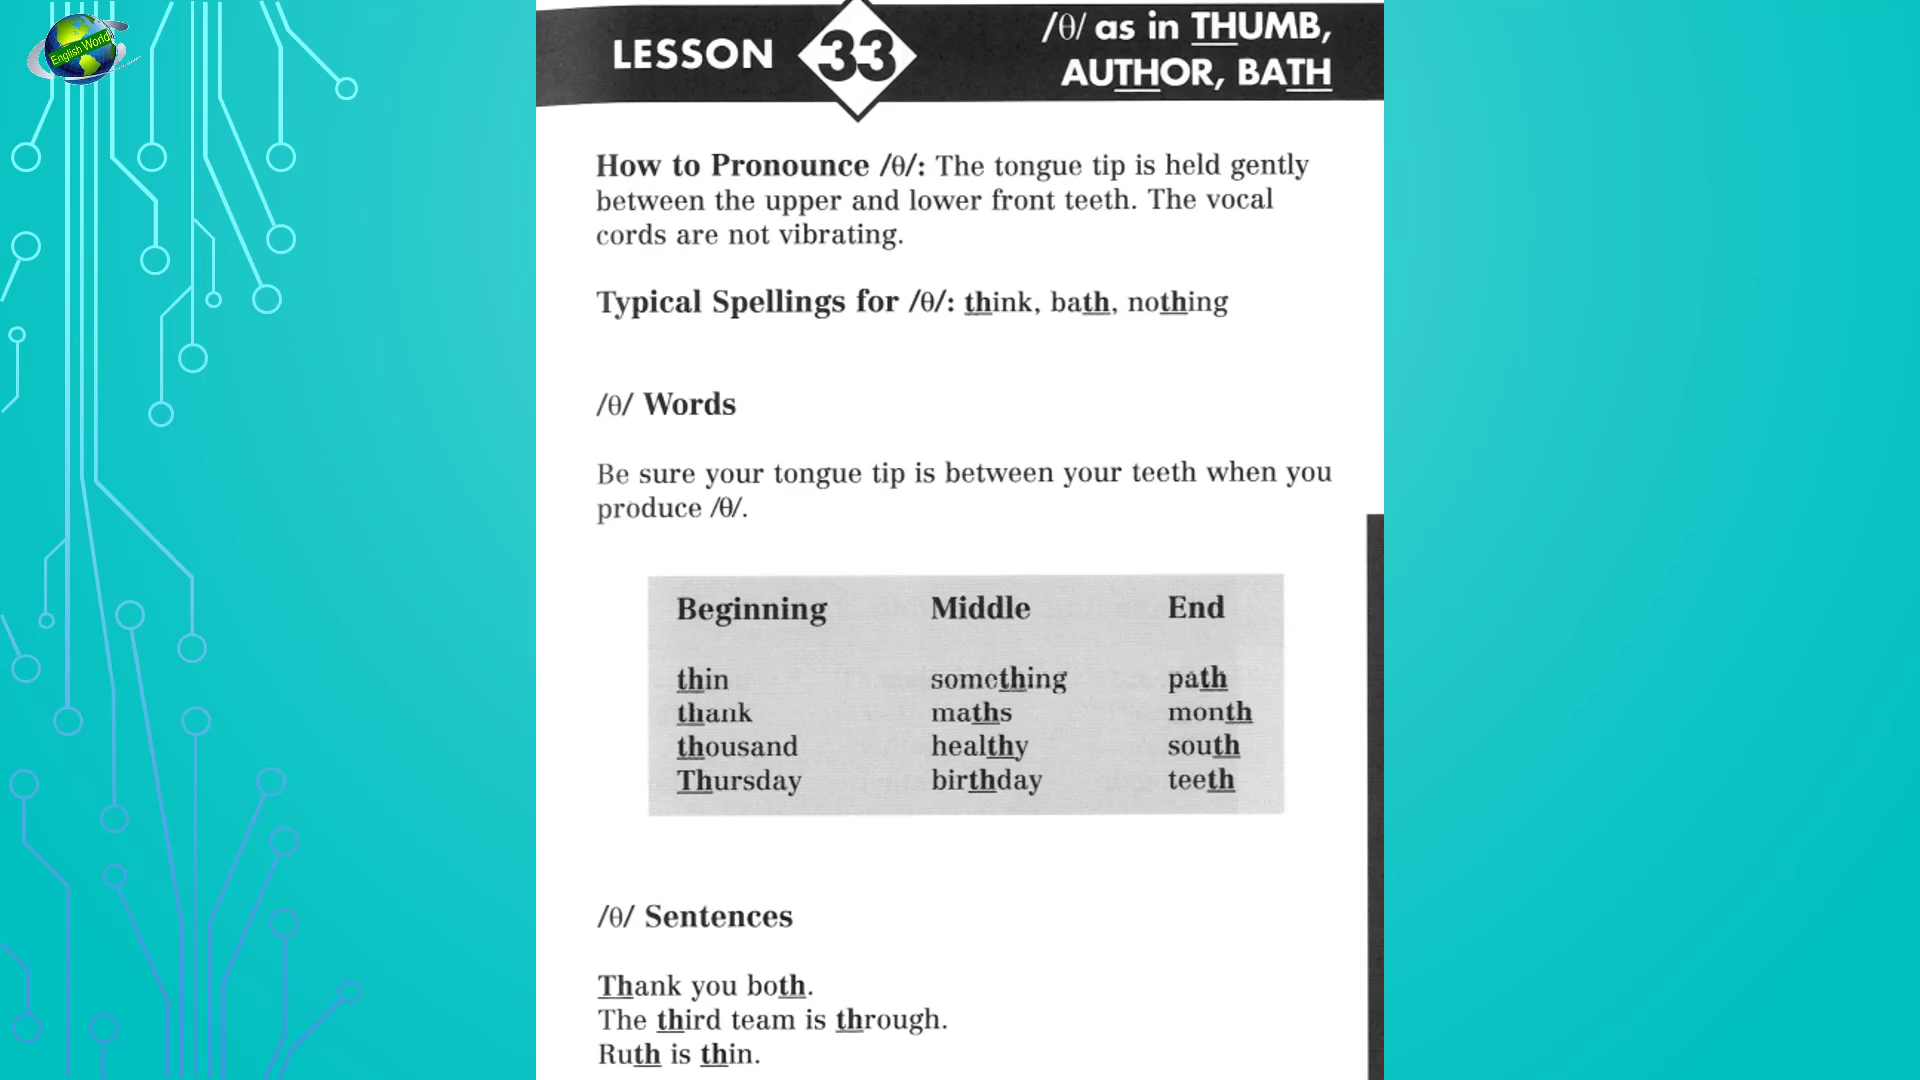 English World
LESSON 33
/θ/ as in THUMB,
AUTHOR, BATH
How to Pronounce /θ/: The tongue tip is held gently
between the upper and lower front teeth. The vocal
cords are not vibrating.
Typical Spellings for /θ/: think, bath, nothing
/θ/ Words
Be sure your tongue tip is between your teeth when you
produce /θ/.
Beginning Middle End
thin something path
thank maths month
thousand healthy south
Thursday birthday teeth
/θ/ Sentences
Thank you both.
The third team is through.
Ruth is thin.